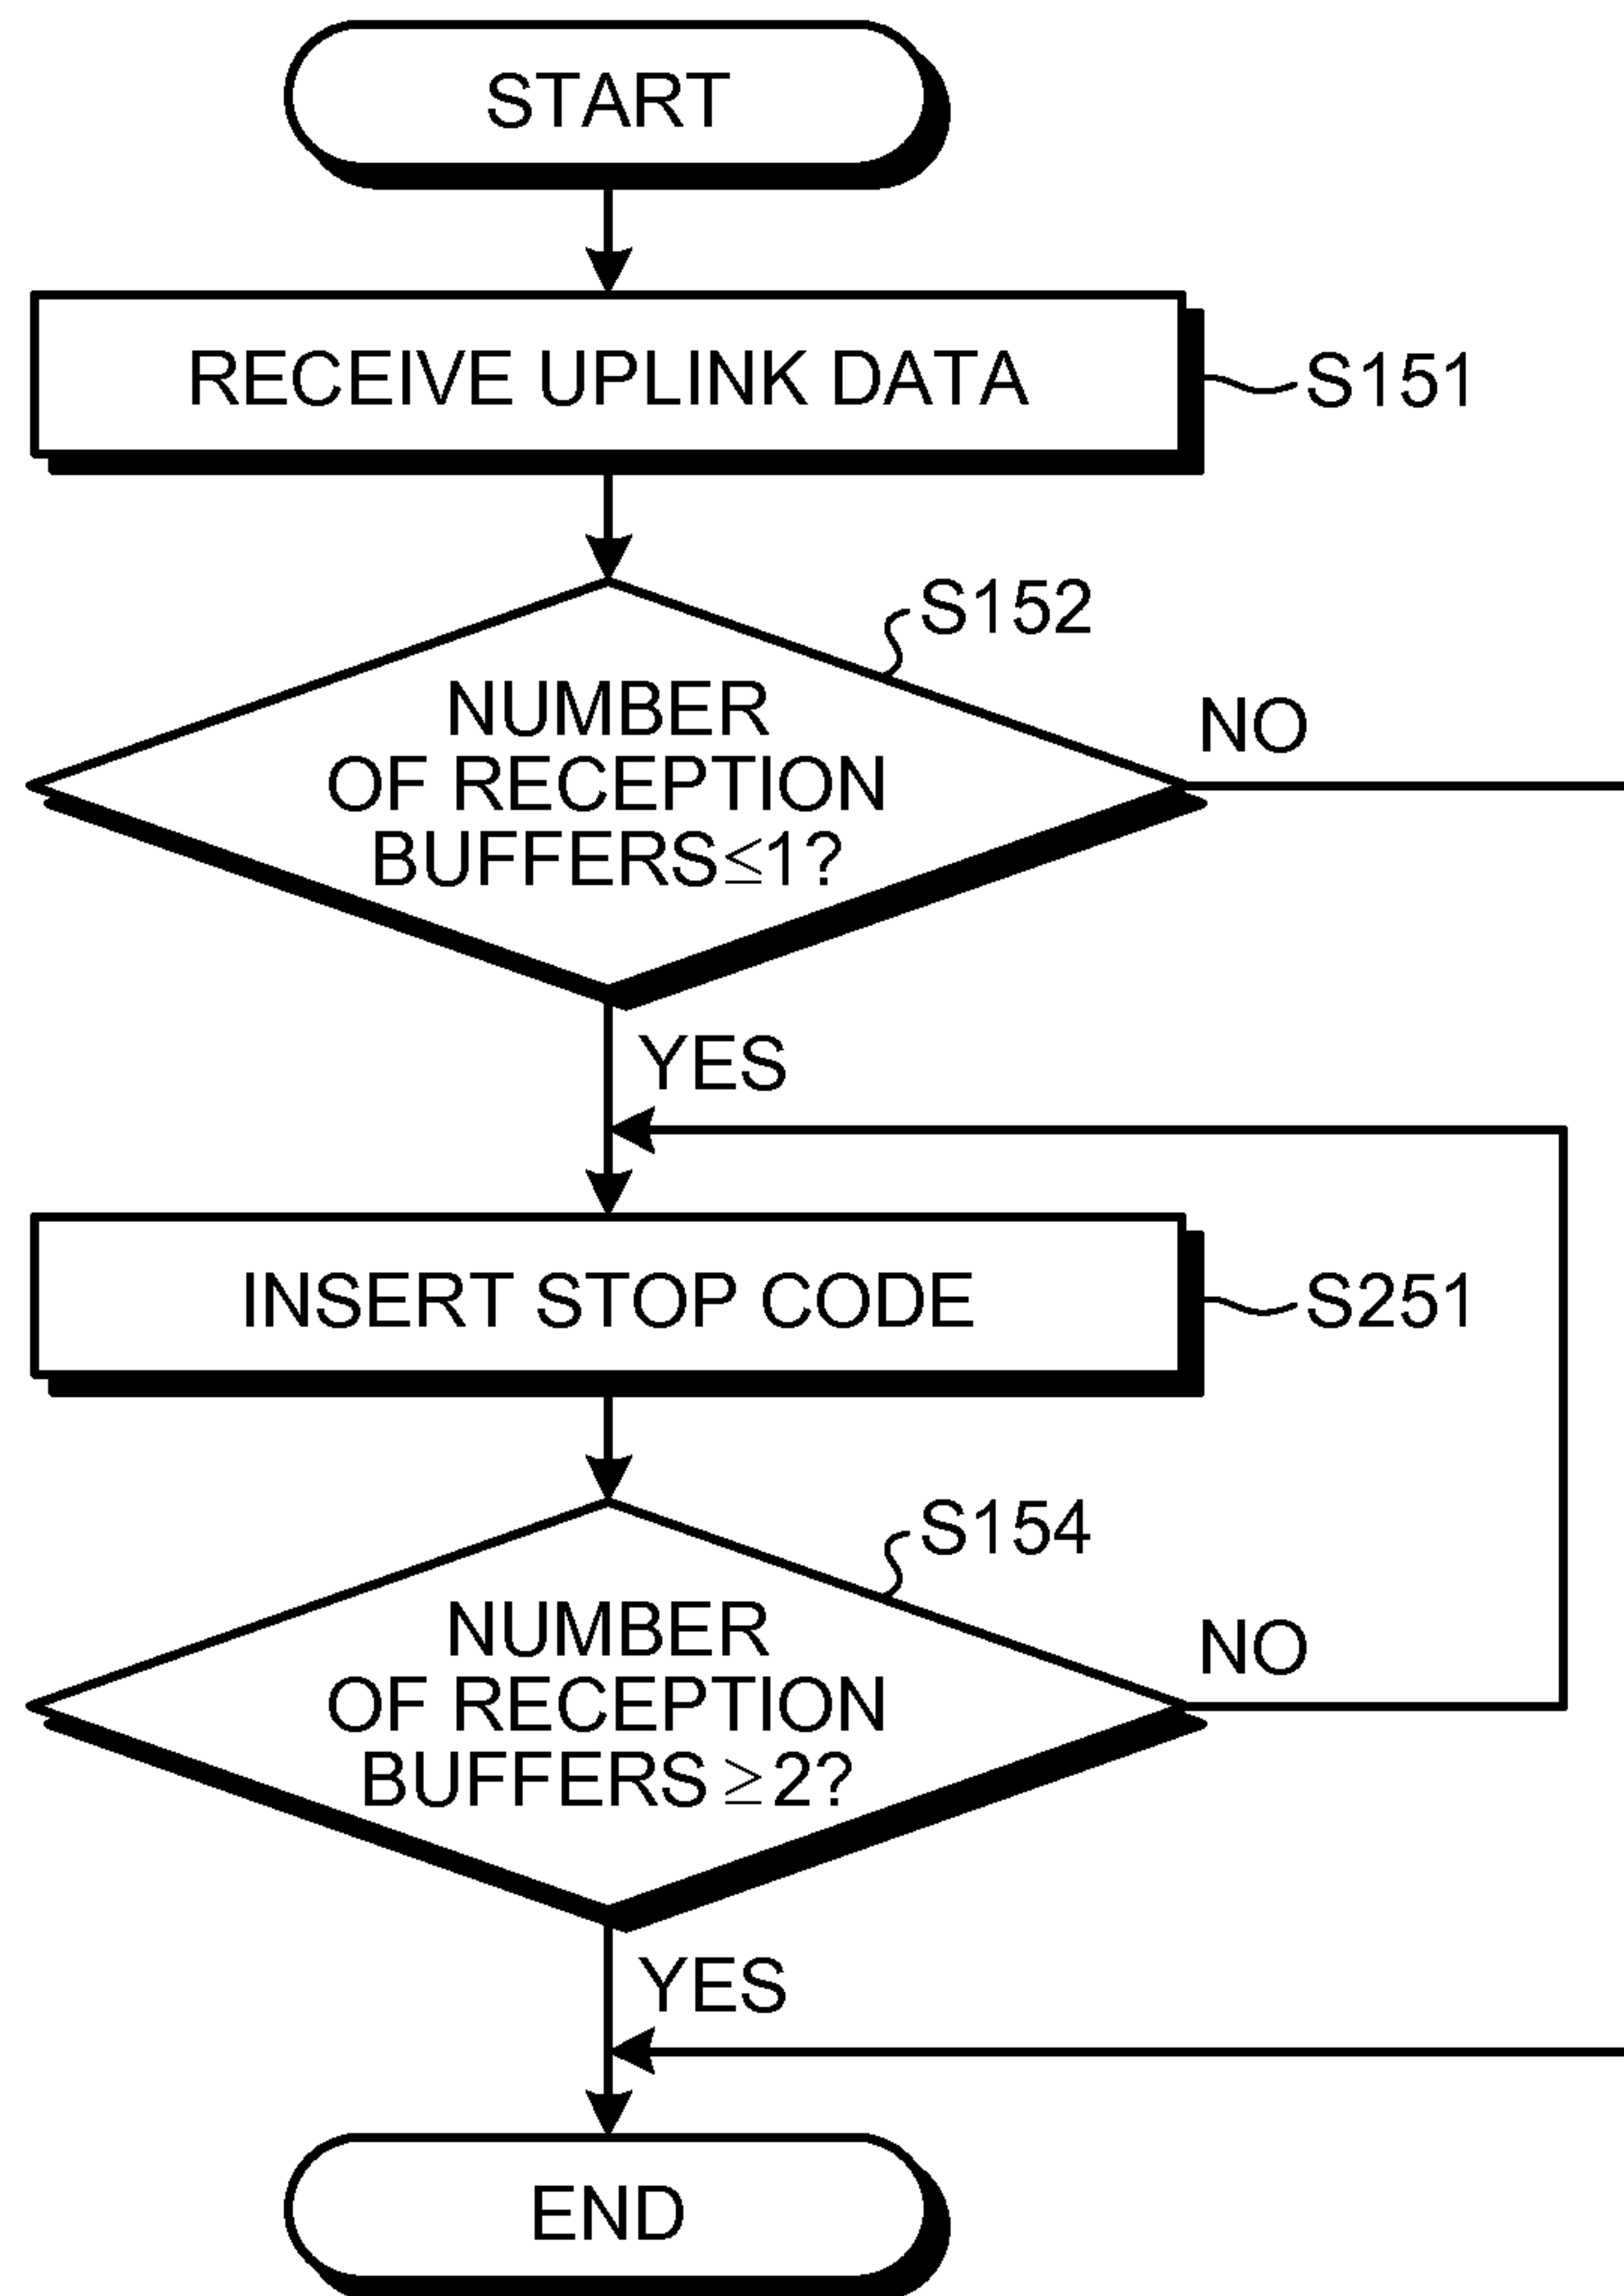 START
RECEIVE UPLINK DATA
S151
S152
NUMBER
OF RECEPTION
BUFFERS≤1?
NO
YES
INSERT STOP CODE
S251
S154
NUMBER
OF RECEPTION
BUFFERS ≥2?
NO
YES
END